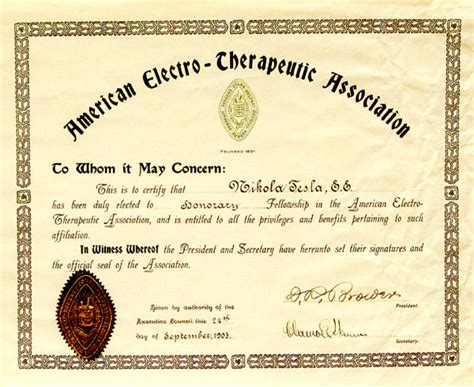 American Electro-Therapeutic Association
FOUNDED 1891
To Whom it May Concern:
This is to certify that Nikola Tesla, E.E.
has been duly elected to Honorary Fellowship in the American Electro-
Therapeutic Association, and is entitled to all the privileges and benefits pertaining to such
affiliation.
In Witness Whereof the President and Secretary have hereunto set their signatures and
the official seal of the Association.
Given by authority of the
Executive Council this 24th
day of September, 1903.
D. R. Brower